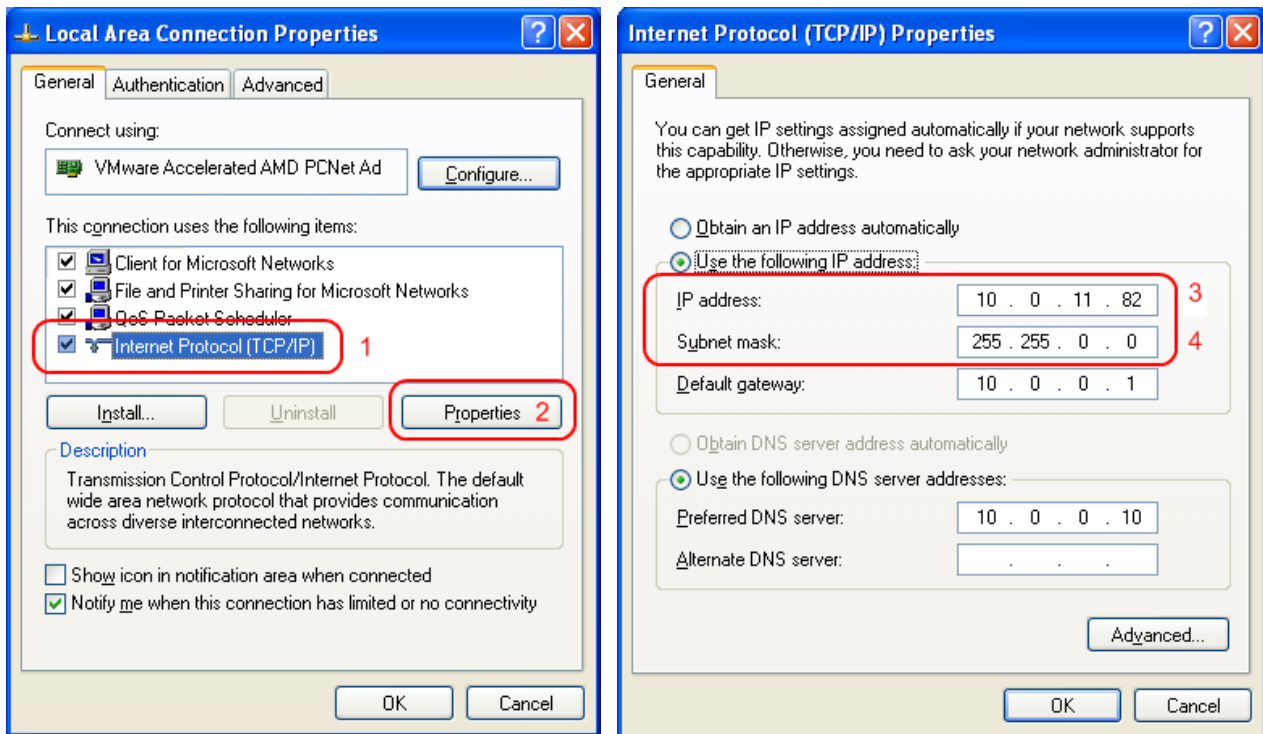 Local Area Connection Properties
General Authentication Advanced
Connect using:
VMware Accelerated AMD PCNet Ad Configure...
This connection uses the following items:
Client for Microsoft Networks
File and Printer Sharing for Microsoft Networks
QoS Packet Scheduler
Internet Protocol (TCP/IP) 1
Install... Uninstall Properties 2
Description
Transmission Control Protocol/Internet Protocol. The default
wide area network protocol that provides communication
across diverse interconnected networks.
Show icon in notification area when connected
Notify me when this connection has limited or no connectivity
OK Cancel
Internet Protocol (TCP/IP) Properties
General
You can get IP settings assigned automatically if your network supports
this capability. Otherwise, you need to ask your network administrator for
the appropriate IP settings.
Obtain an IP address automatically
Use the following IP address:
IP address: 10 . 0 . 11 . 82 3
Subnet mask: 255 . 255 . 0 . 0 4
Default gateway: 10 . 0 . 0 . 1
Obtain DNS server address automatically
Use the following DNS server addresses:
Preferred DNS server: 10 . 0 . 0 . 10
Alternate DNS server: . . .
Advanced...
OK Cancel